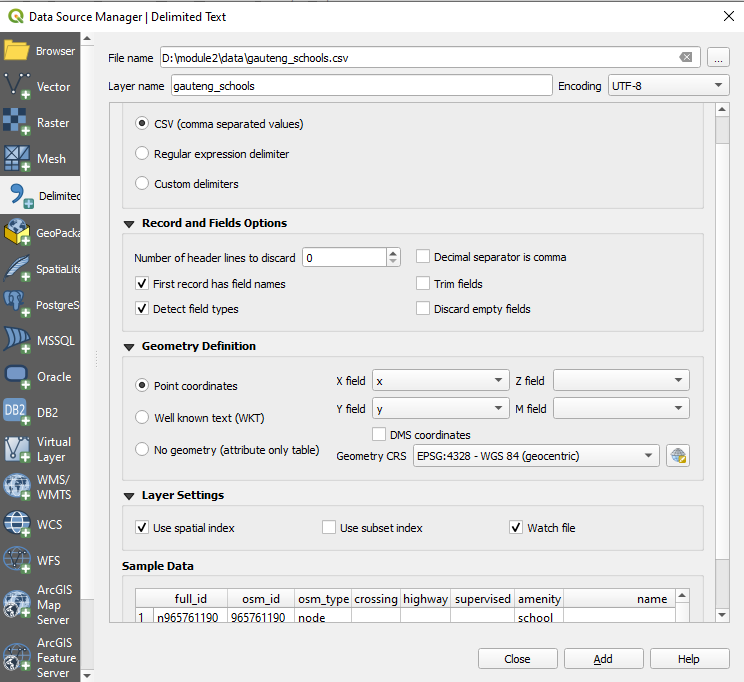 Data Source Manager | Delimited Text
Browser
Vector
Raster
Mesh
Delimited
GeoPacka
SpatiaLite
PostgreS
MSSQL
Oracle
DB2
DB2
Virtual
Layer
WMS/
WMTS
WCS
WFS
ArcGIS
Map
Server
ArcGIS
Feature
Server
File name D:\module2\data\gauteng_schools.csv ...
Layer name gauteng_schools Encoding UTF-8
CSV (comma separated values)
Regular expression delimiter
Custom delimiters
Record and Fields Options
Number of header lines to discard 0 Decimal separator is comma
First record has field names Trim fields
Detect field types Discard empty fields
Geometry Definition
Point coordinates X field x Z field
Well known text (WKT) Y field y M field
DMS coordinates
No geometry (attribute only table) Geometry CRS EPSG:4328 - WGS 84 (geocentric)
Layer Settings
Use spatial index Use subset index Watch file
Sample Data
full_id osm_id osm_type crossing highway supervised amenity name
1 n965761190 965761190 node school
Close Add Help